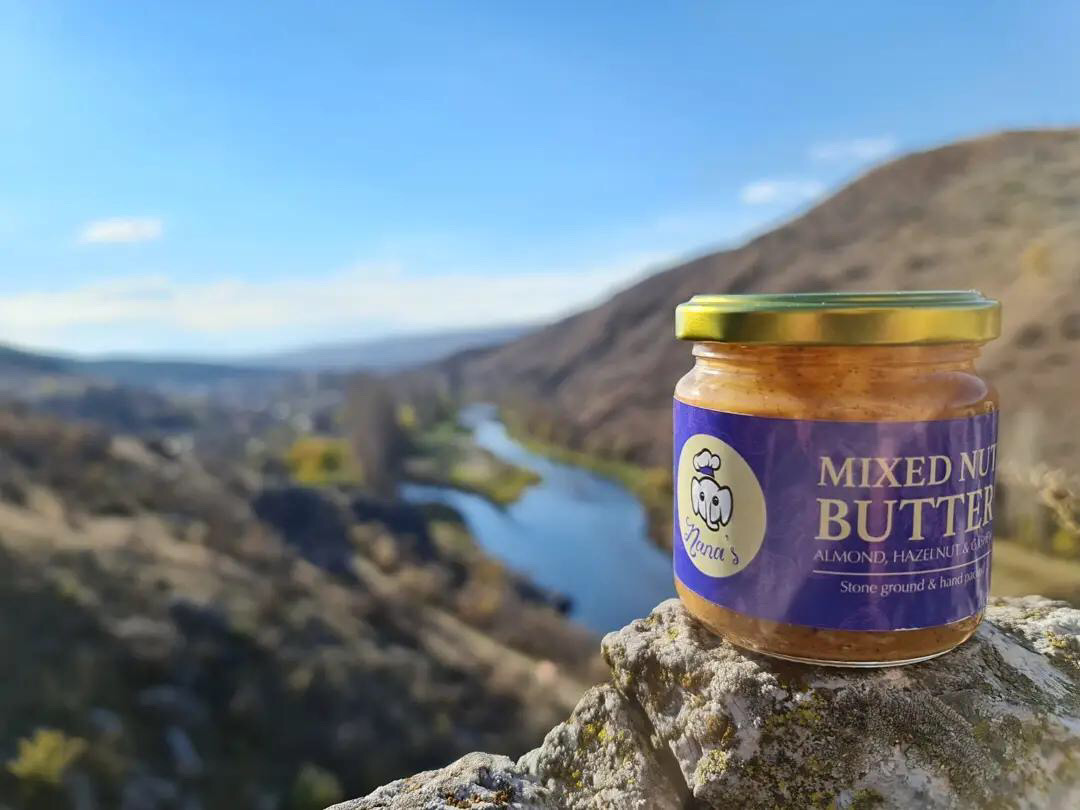 Nana's
MIXED NUT
BUTTER
ALMOND, HAZELNUT &
Stone ground & hand